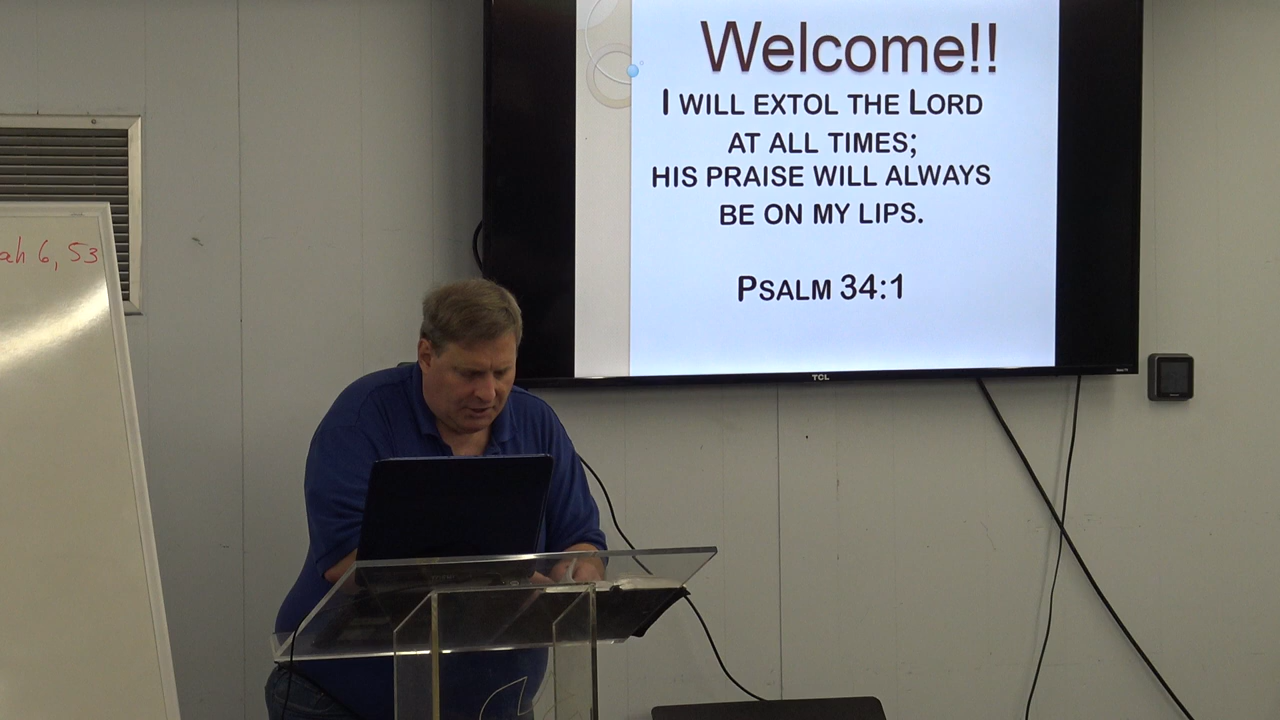 Welcome!!
I WILL EXTOL THE LORD
AT ALL TIMES;
HIS PRAISE WILL ALWAYS
BE ON MY LIPS.
PSALM 34:1
TCL
ah 6, 53